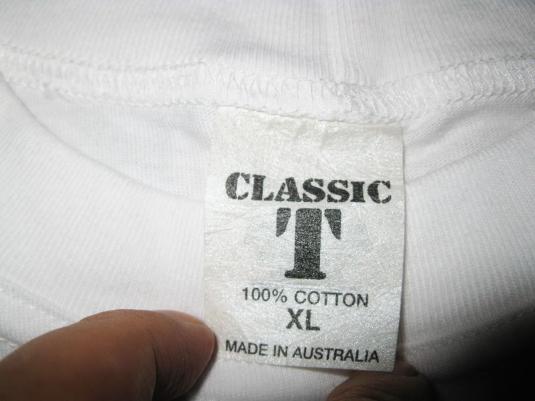 CLASSIC
T
100% COTTON
XL
MADE IN AUSTRALIA